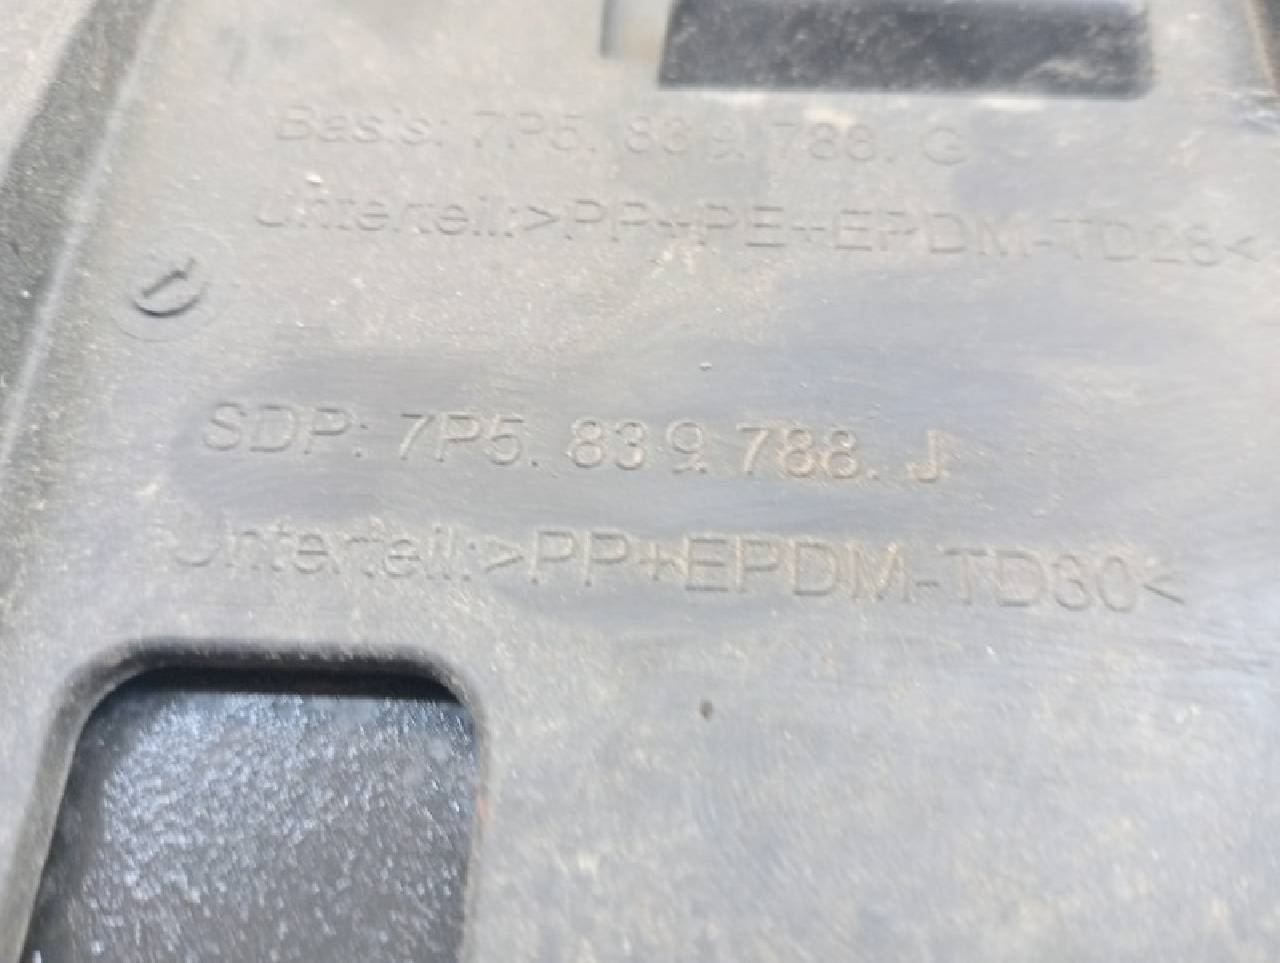 Basis: 7P5. 839. 788. G
Unterteil:>PP+PE+EPDM-TD28<
SDP: 7P5. 839. 788. J
Unterteil:>PP+EPDM-TD30<